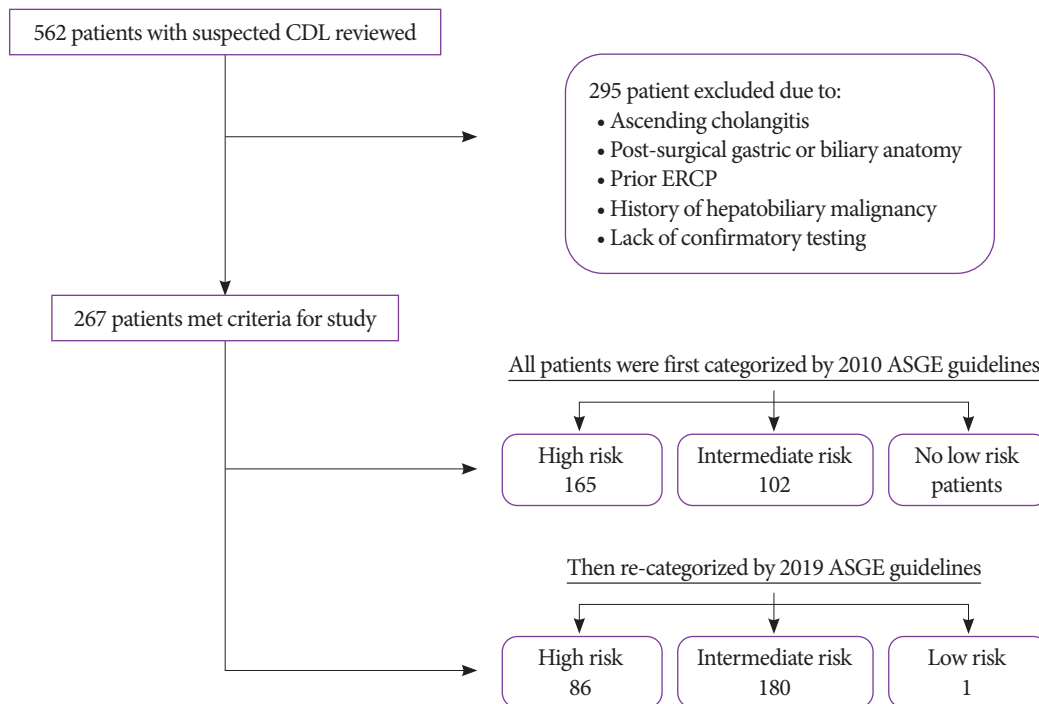 562 patients with suspected CDL reviewed
295 patient excluded due to:
• Ascending cholangitis
• Post-surgical gastric or biliary anatomy
• Prior ERCP
• History of hepatobiliary malignancy
• Lack of confirmatory testing
267 patients met criteria for study
All patients were first categorized by 2010 ASGE guidelines
High risk
165
Intermediate risk
102
No low risk
patients
Then re-categorized by 2019 ASGE guidelines
High risk
86
Intermediate risk
180
Low risk
1